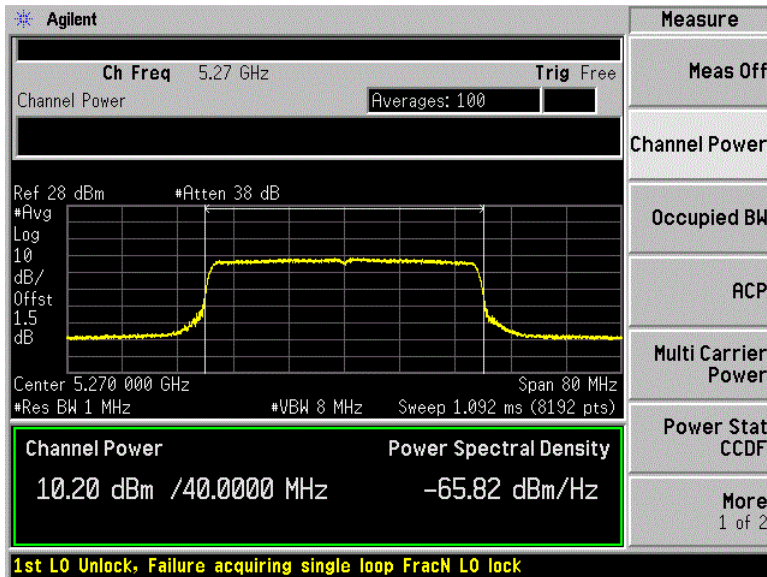 Agilent
Measure
Ch Freq 5.27 GHz Trig Free
Channel Power Averages: 100
Meas Off
Channel Power
Occupied BW
ACP
Multi Carrier
Power
Power Stat
CCDF
More
1 of 2
Ref 28 dBm #Atten 38 dB
#Avg
Log
10
dB/
Offst
1.5
dB
Center 5.270 000 GHz Span 80 MHz
#Res BW 1 MHz #VBW 8 MHz Sweep 1.092 ms (8192 pts)
Channel Power Power Spectral Density
10.20 dBm /40.0000 MHz -65.82 dBm/Hz
1st LO Unlock, Failure acquiring single loop FracN LO lock